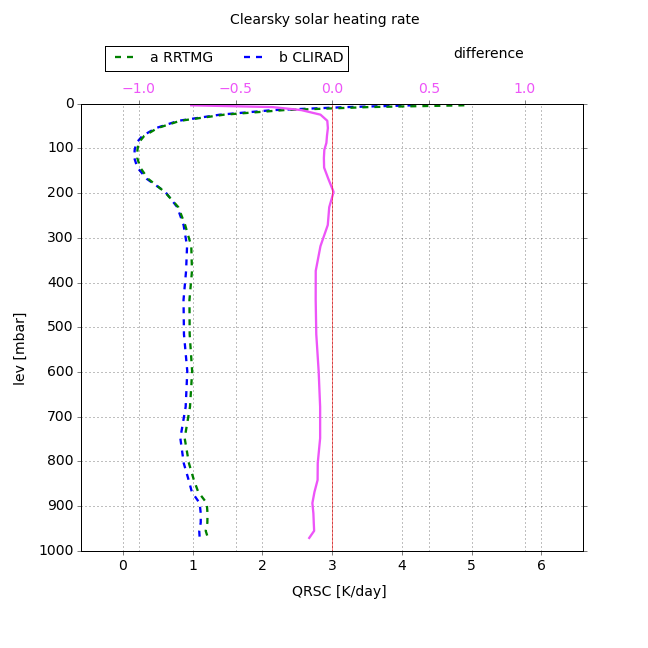 Clearsky solar heating rate
a RRTMG b CLIRAD difference
−1.0 −0.5 0.0 0.5 1.0
0
100
200
300
400
500
600
700
800
900
1000
lev [mbar]
0 1 2 3 4 5 6
QRSC [K/day]